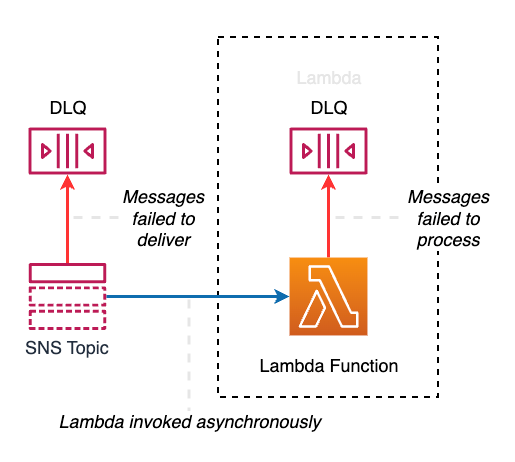 Lambda
DLQ
DLQ
Messages
failed to
deliver
Messages
failed to
process
SNS Topic
Lambda Function
Lambda invoked asynchronously